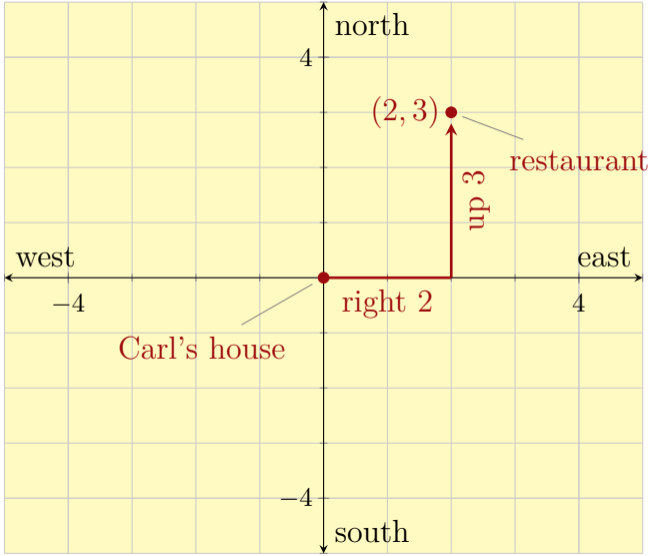 north
4
(2, 3)
restaurant
up 3
west
east
−4
right 2
4
Carl's house
−4
south